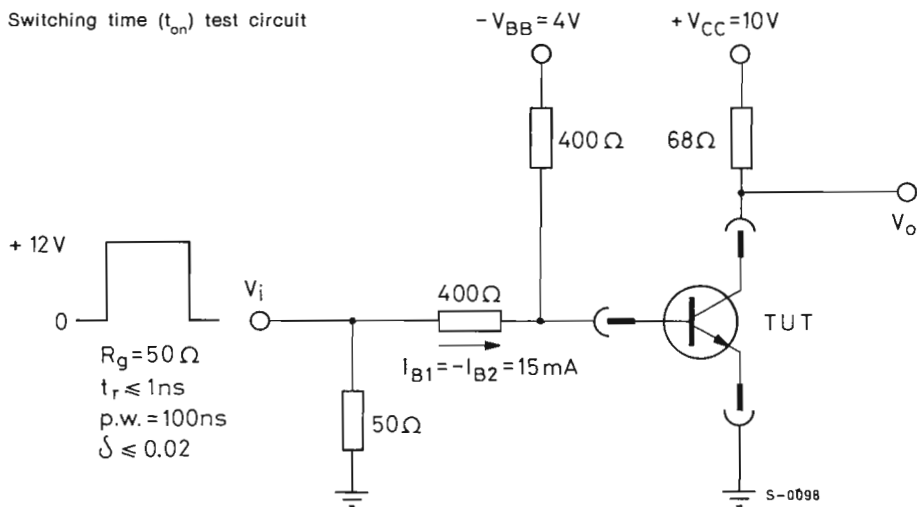 Switching time (t_on) test circuit
-V_BB=4V
+V_CC=10V
400Ω
68Ω
V_o
+12V
0
V_i
400Ω
I_B1=-I_B2=15mA
TUT
R_g=50Ω
t_r≤1ns
p.w.=100ns
δ≤0.02
50Ω
S-0098